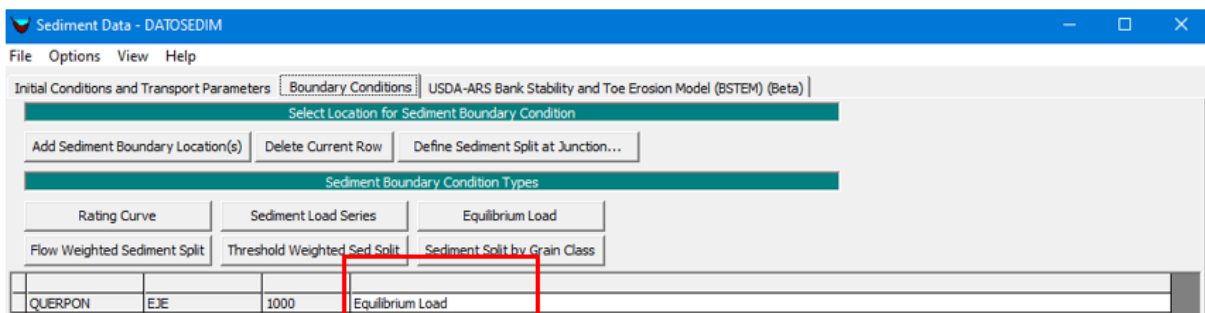 Sediment Data - DATOSEDIM
File Options View Help
Initial Conditions and Transport Parameters Boundary Conditions USDA-ARS Bank Stability and Toe Erosion Model (BSTEM) (Beta)
Select Location for Sediment Boundary Condition
Add Sediment Boundary Location(s) Delete Current Row Define Sediment Split at Junction...
Sediment Boundary Condition Types
Rating Curve Sediment Load Series Equilibrium Load
Flow Weighted Sediment Split Threshold Weighted Sed Split Sediment Split by Grain Class
QUERPON EJE 1000 Equilibrium Load